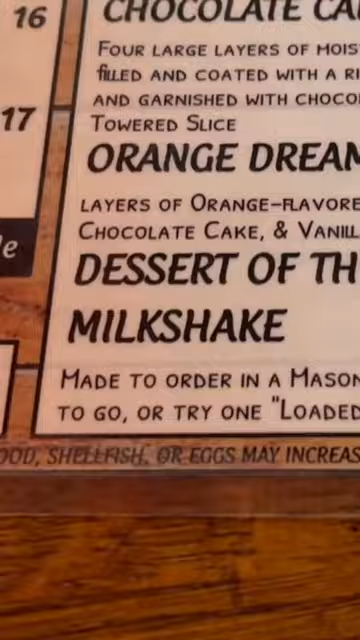 16
17
CHOCOLATE CA
FOUR LARGE LAYERS OF MOIS
FILLED AND COATED WITH A RI
AND GARNISHED WITH CHOCO
TOWERED SLICE
ORANGE DREAM
LAYERS OF ORANGE-FLAVORE
CHOCOLATE CAKE, & VANILL
DESSERT OF TH
MILKSHAKE
MADE TO ORDER IN A MASON
TO GO, OR TRY ONE "LOADED
OOD, SHELLFISH, OR EGGS MAY INCREAS